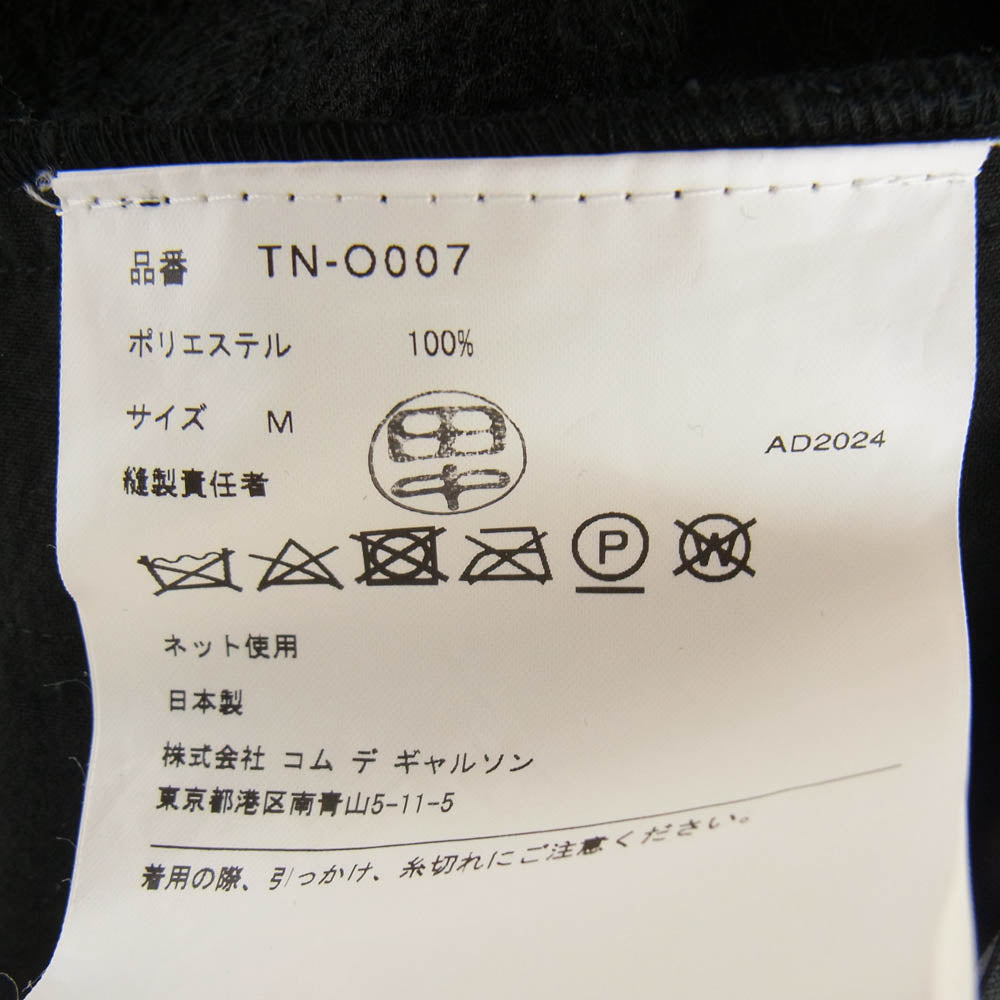 品番 TN-O007
ポリエステル 100%
サイズ M
AD2024
縫製責任者
P W
ネット使用
日本製
株式会社 コム デ ギャルソン
東京都港区南青山5-11-5
着用の際、引っかけ、糸切れにご注意ください。